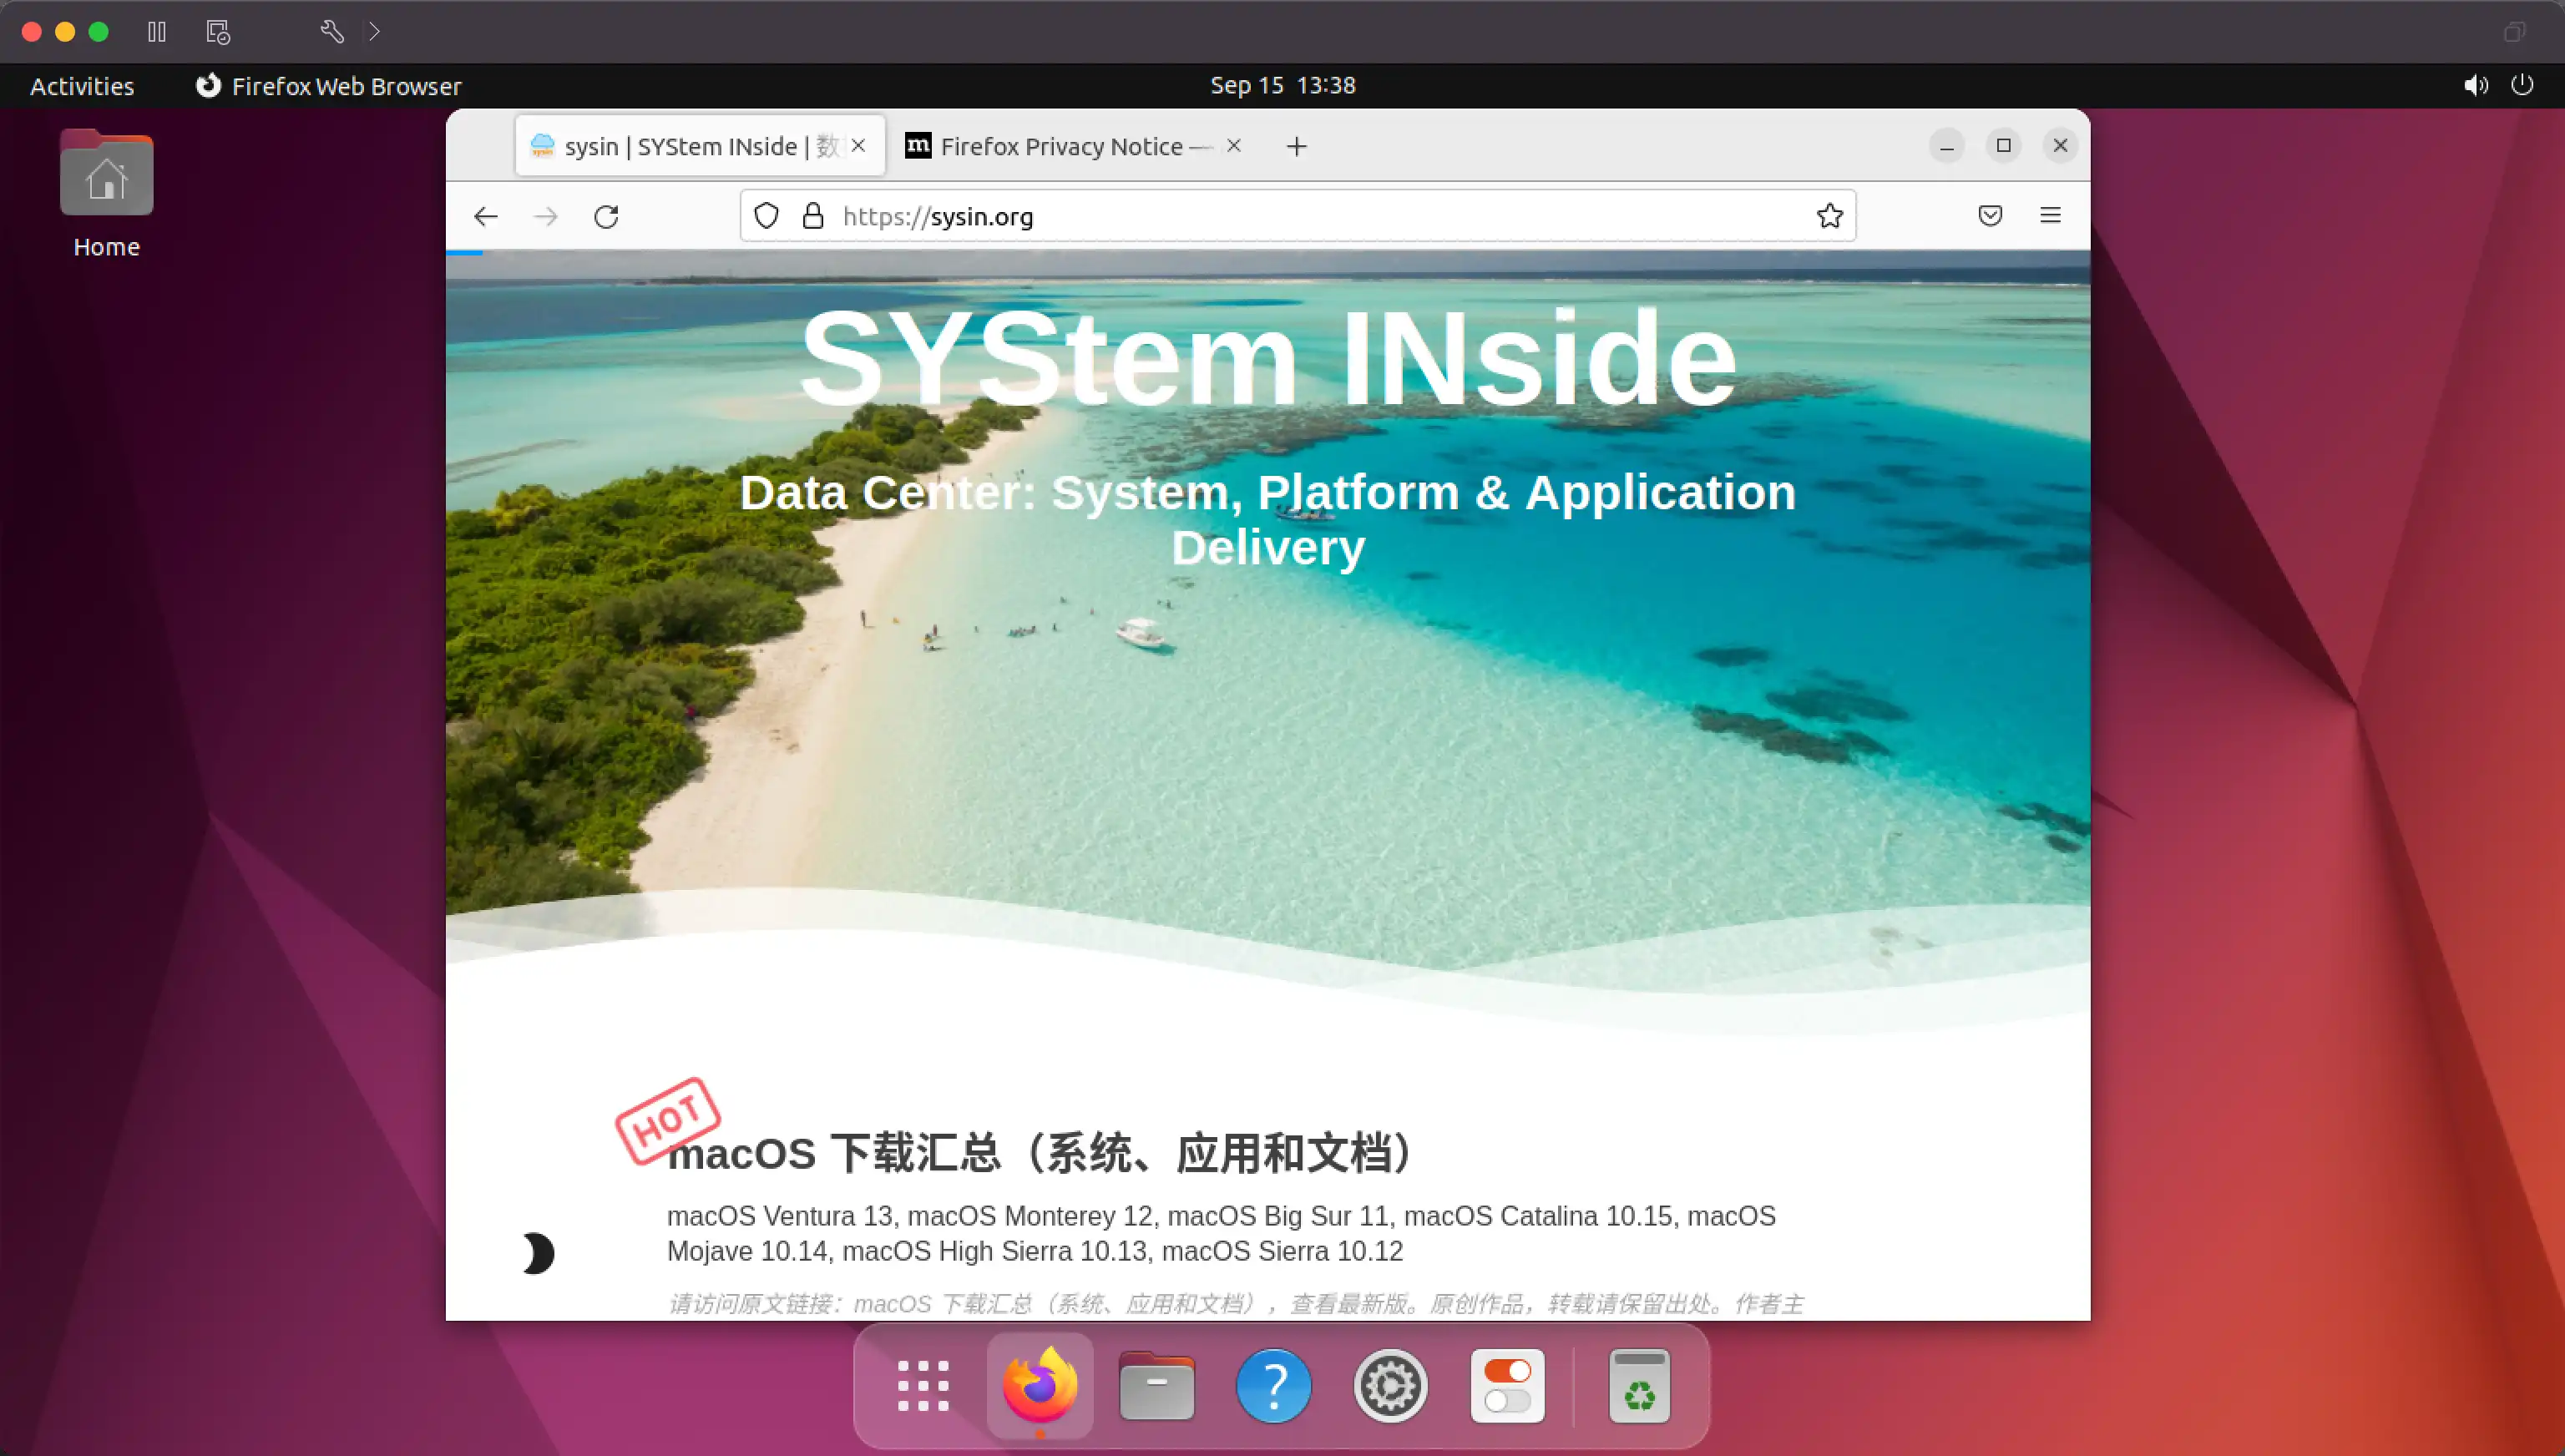 Activities
Firefox Web Browser
Sep 15 13:38
Home
sysin | SYStem INside | 数
Firefox Privacy Notice —
https://sysin.org
SYStem INside
Data Center: System, Platform & Application
Delivery
HOT
macOS 下载汇总（系统、应用和文档）
macOS Ventura 13, macOS Monterey 12, macOS Big Sur 11, macOS Catalina 10.15, macOS
Mojave 10.14, macOS High Sierra 10.13, macOS Sierra 10.12
请访问原文链接：macOS 下载汇总（系统、应用和文档），查看最新版。原创作品，转载请保留出处。作者主